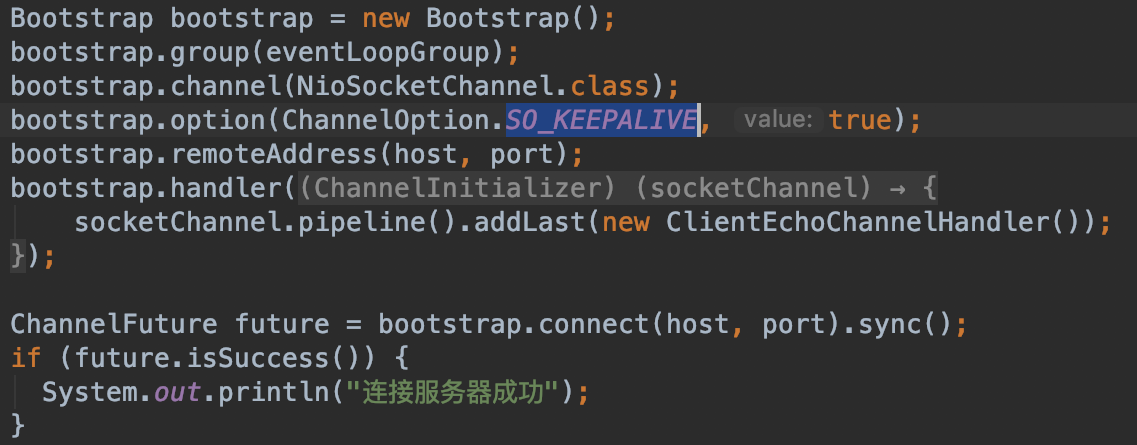 Bootstrap bootstrap = new Bootstrap();
bootstrap.group(eventLoopGroup);
bootstrap.channel(NioSocketChannel.class);
bootstrap.option(ChannelOption.SO_KEEPALIVE, value: true);
bootstrap.remoteAddress(host, port);
bootstrap.handler((ChannelInitializer) (socketChannel) → {
    socketChannel.pipeline().addLast(new ClientEchoChannelHandler());
});

ChannelFuture future = bootstrap.connect(host, port).sync();
if (future.isSuccess()) {
  System.out.println("连接服务器成功");
}